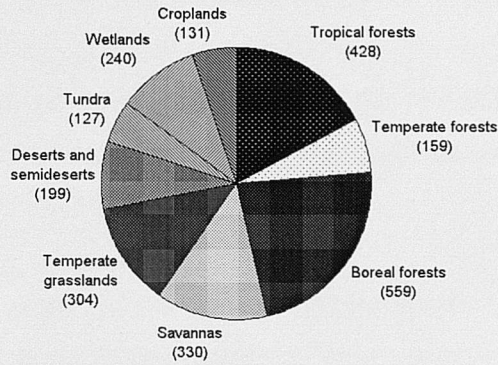 Croplands
(131)
Tropical forests
(428)
Wetlands
(240)
Tundra
(127)
Temperate forests
(159)
Deserts and
semideserts
(199)
Temperate
grasslands
(304)
Boreal forests
(559)
Savannas
(330)